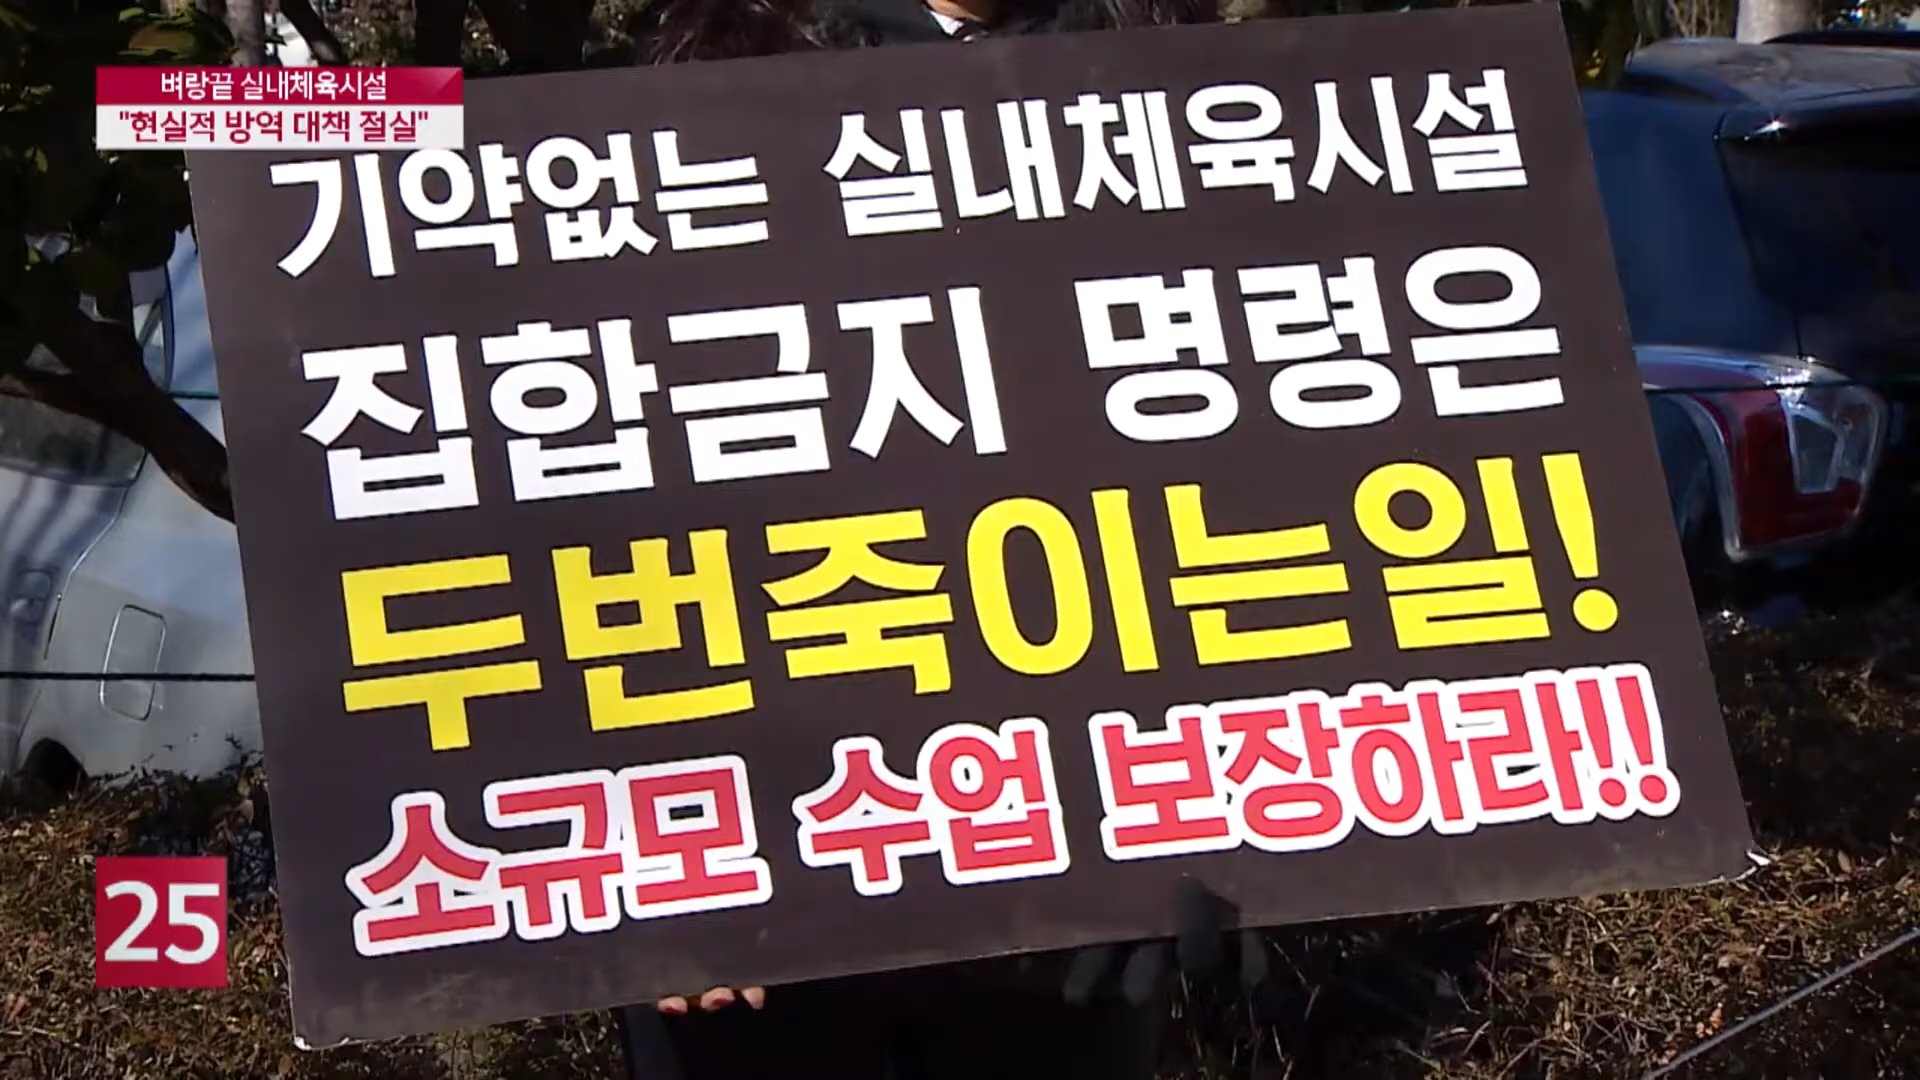 벼랑끝 실내체육시설
"현실적 방역 대책 절실"
기약없는 실내체육시설
집합금지 명령은
두번죽이는일!
소규모 수업 보장하라!!
25